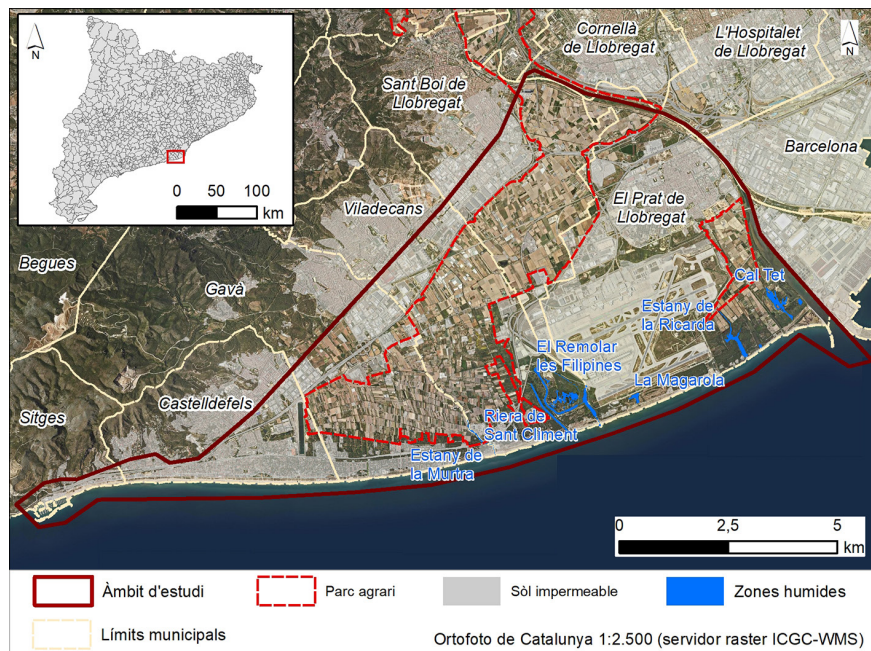 N
0 50 100
km
Cornellà
de Llobregat
L'Hospitalet
de Llobregat
N
Sant Boi de
Llobregat
Barcelona
El Prat de
Llobregat
Viladecans
Begues
Gavà
Cal Tet
Estany de
la Ricarda
El Remolar
les Filipines
La Magarola
Castelldefels
Sitges
Riera de
Sant Climent
Estany de
la Murtra
0 2,5 5
km
Àmbit d'estudi
Parc agrari
Sòl impermeable
Zones humides
Límits municipals
Ortofoto de Catalunya 1:2.500 (servidor raster ICGC-WMS)